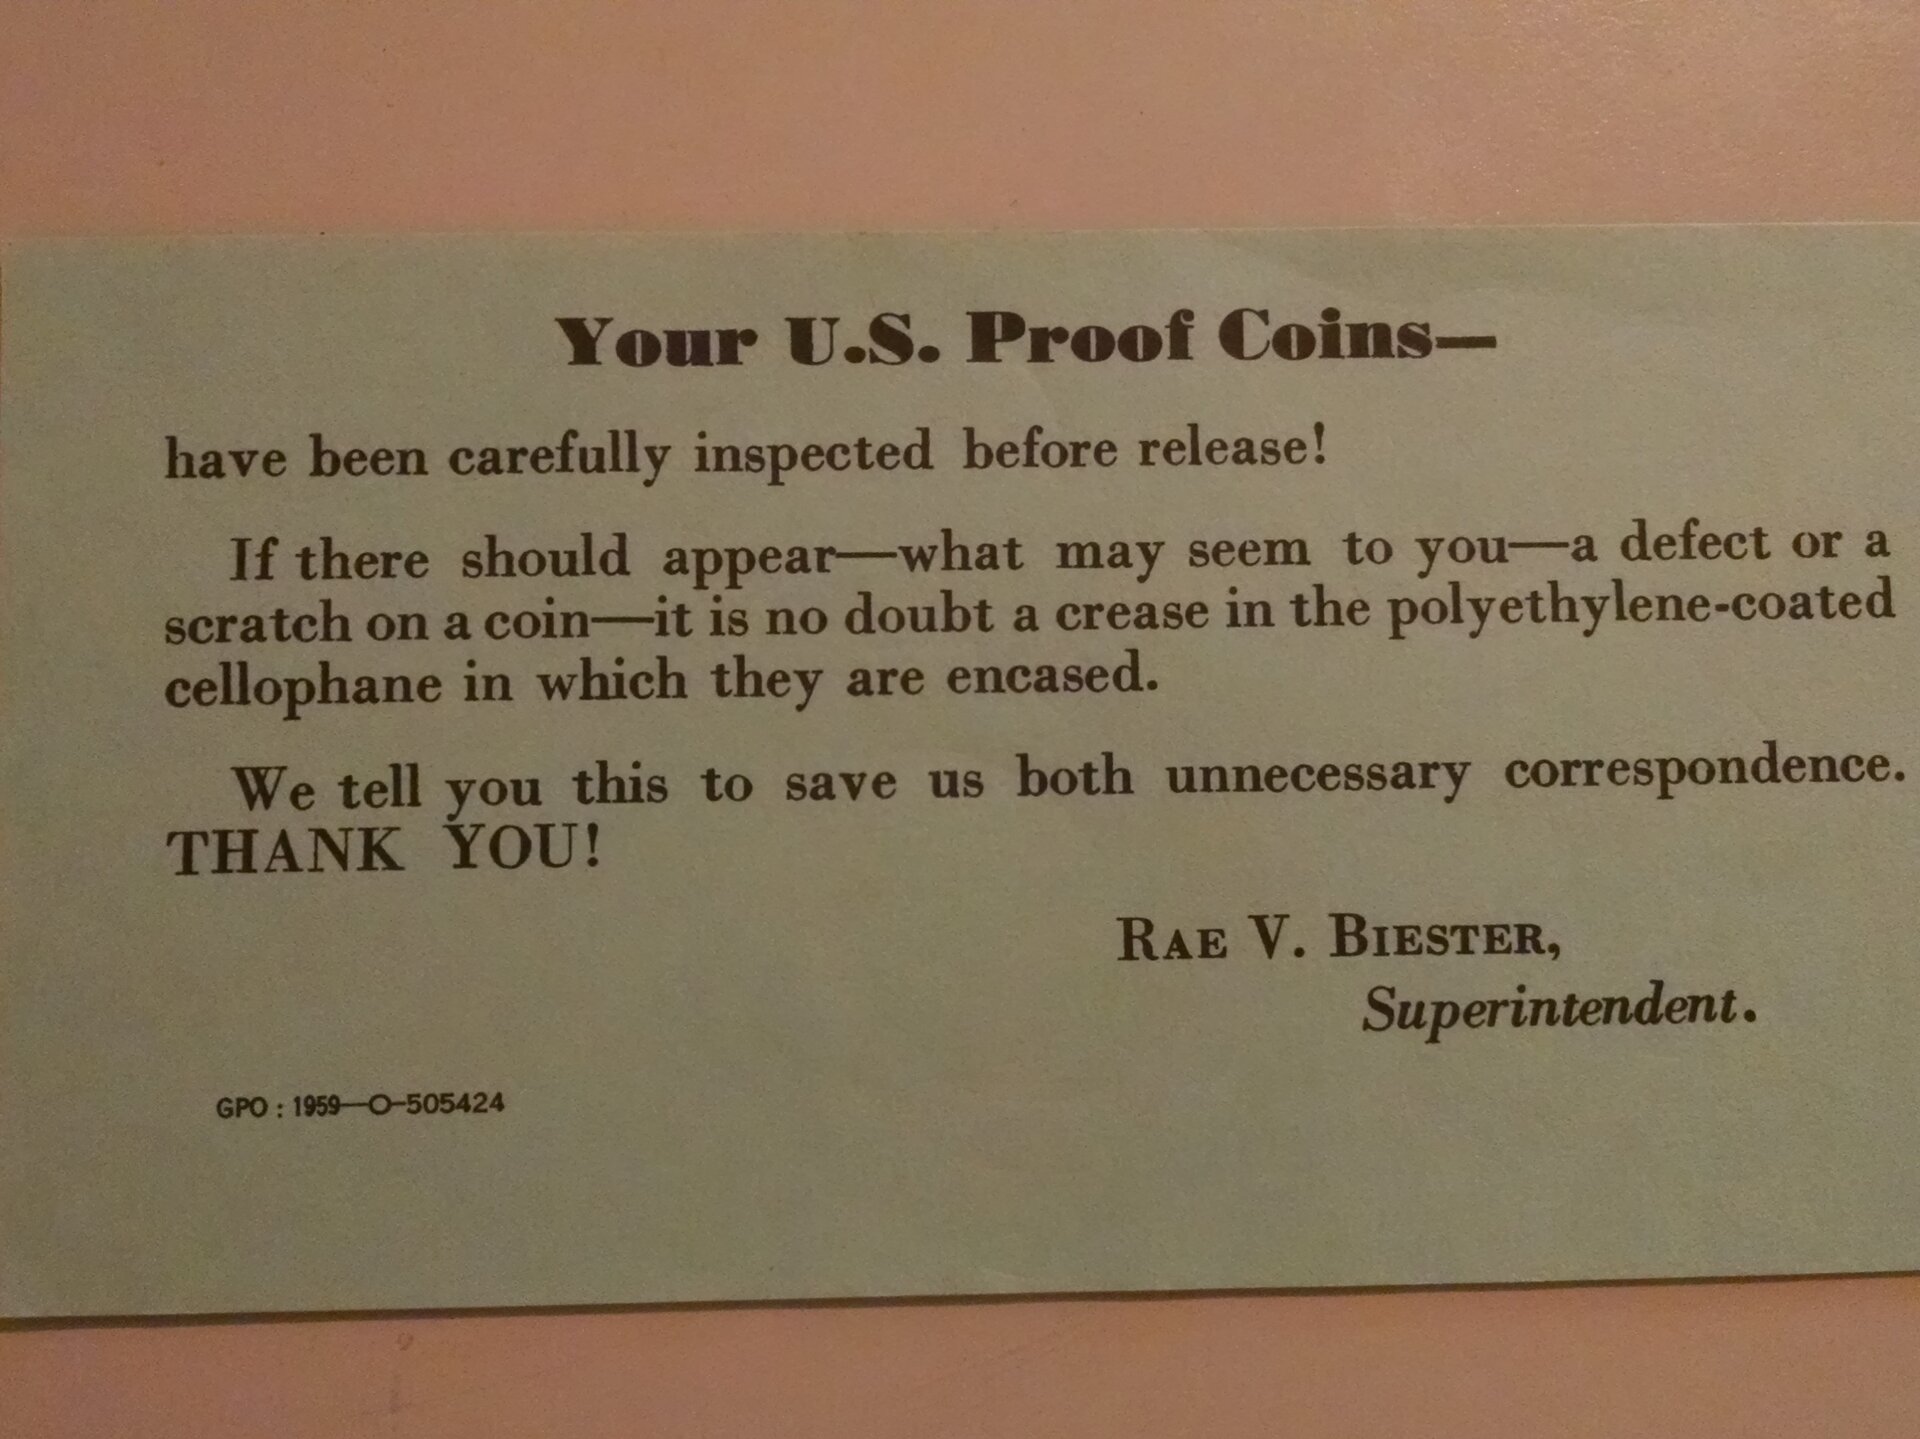 Your U.S. Proof Coins—
have been carefully inspected before release!
If there should appear—what may seem to you—a defect or a
scratch on a coin—it is no doubt a crease in the polyethylene-coated
cellophane in which they are encased.
We tell you this to save us both unnecessary correspondence.
THANK YOU!
RAE V. BIESTER,
Superintendent.
GPO : 1959—O-505424